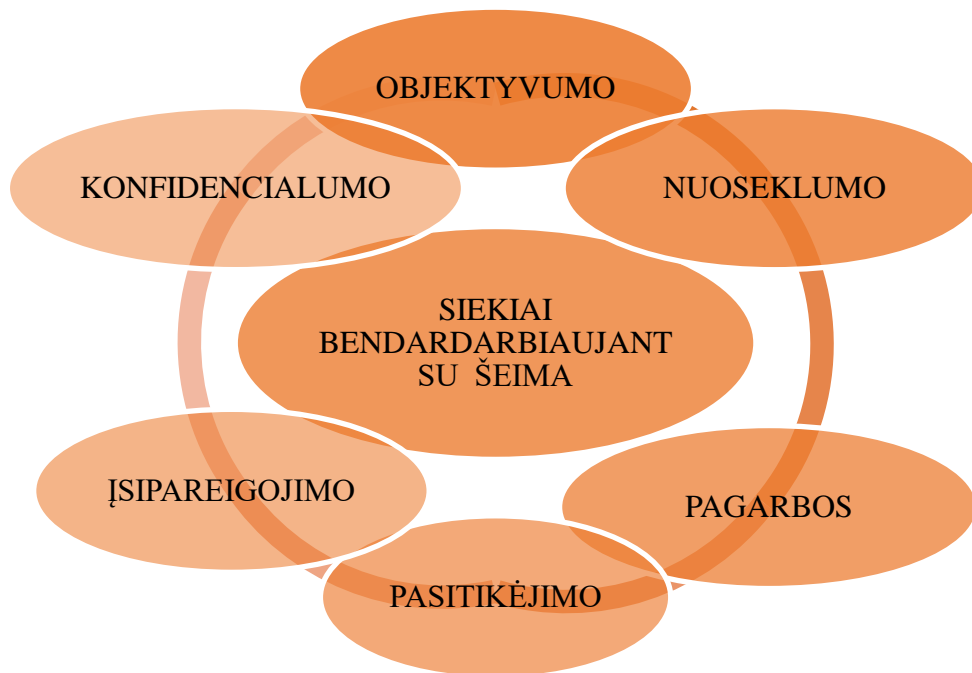 OBJEKTYVUMO
KONFIDENCIALUMO
NUOSEKLUMO
SIEKIAI
BENDARDARBIAUJANT
SU ŠEIMA
ĮSIPAREIGOJIMO
PAGARBOS
PASITIKĖJIMO